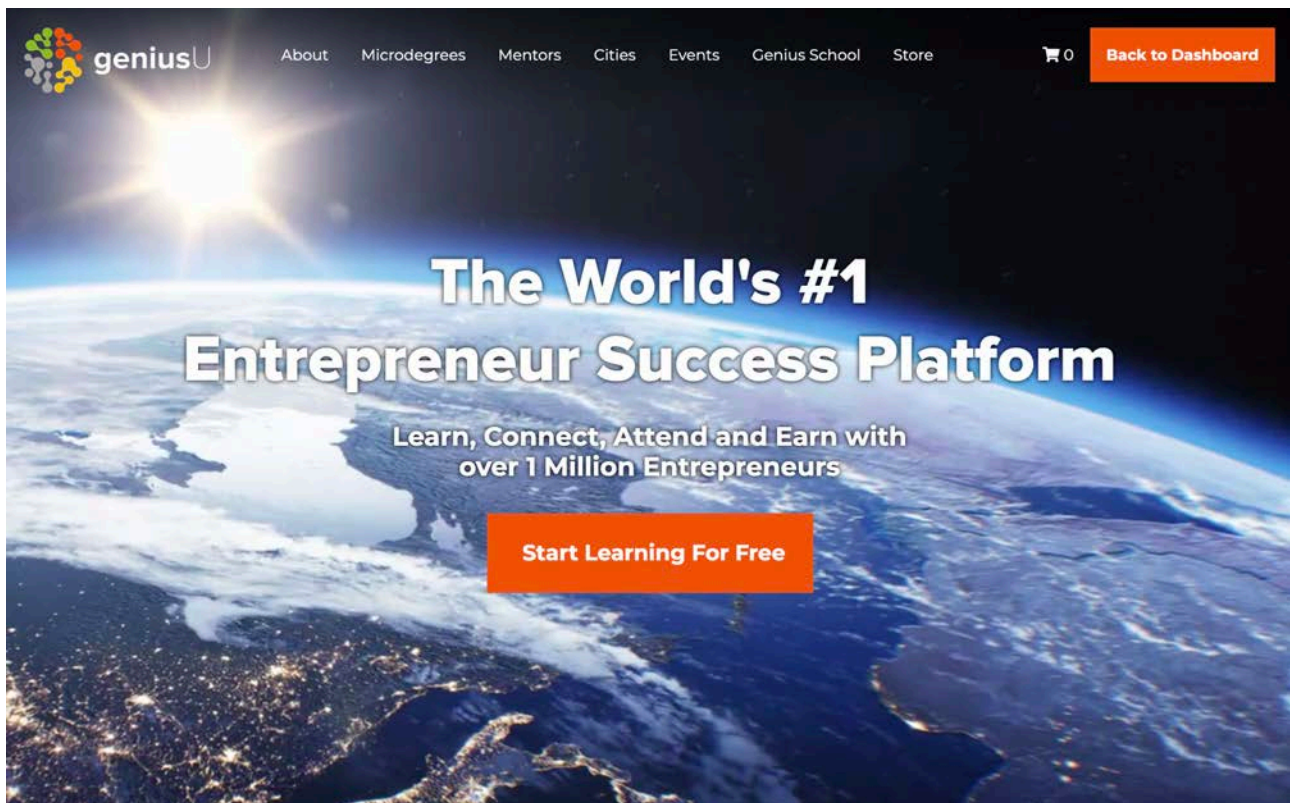 geniusU
About Microdegrees Mentors Cities Events Genius School Store 0 Back to Dashboard
The World's #1
Entrepreneur Success Platform
Learn, Connect, Attend and Earn with
over 1 Million Entrepreneurs
Start Learning For Free